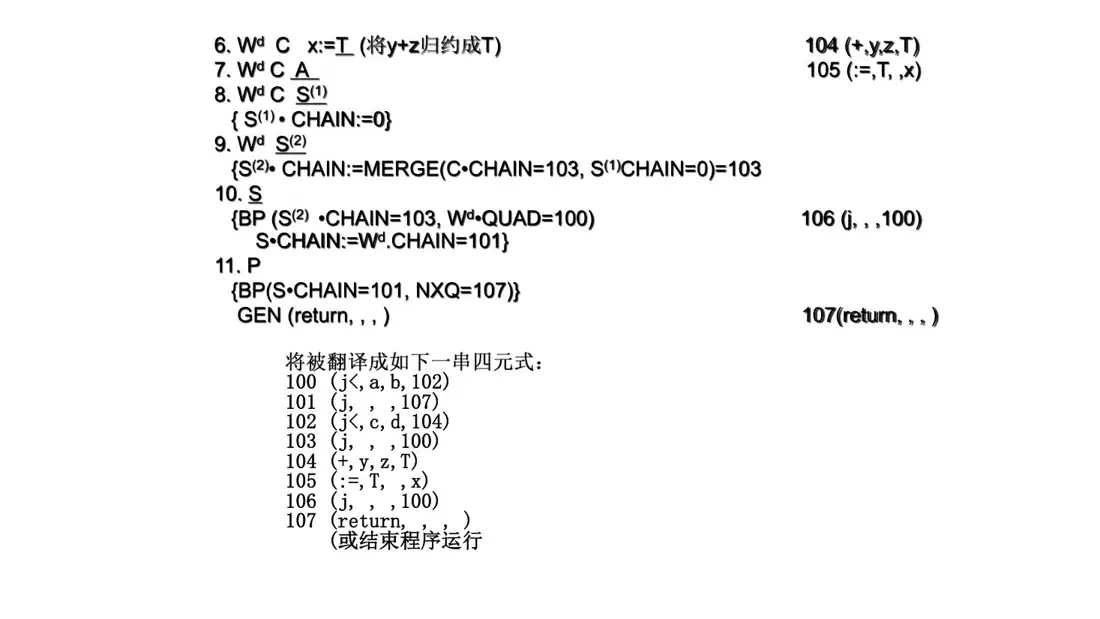 6. Wᵈ C x:=T (将y+z归约成T) 104 (+,y,z,T)
7. Wᵈ C A 105 (:=,T, ,x)
8. Wᵈ C S⁽¹⁾
{ S⁽¹⁾ • CHAIN:=0}
9. Wᵈ S⁽²⁾
{S⁽²⁾• CHAIN:=MERGE(C•CHAIN=103, S⁽¹⁾CHAIN=0)=103
10. S
{BP (S⁽²⁾ •CHAIN=103, Wᵈ•QUAD=100) 106 (j, , ,100)
S•CHAIN:=Wᵈ.CHAIN=101}
11. P
{BP(S•CHAIN=101, NXQ=107)}
GEN (return, , , ) 107(return, , , )
将被翻译成如下一串四元式：
100 (j<,a,b,102)
101 (j, , ,107)
102 (j<,c,d,104)
103 (j, , ,100)
104 (+,y,z,T)
105 (:=,T, ,x)
106 (j, , ,100)
107 (return, , , )
(或结束程序运行